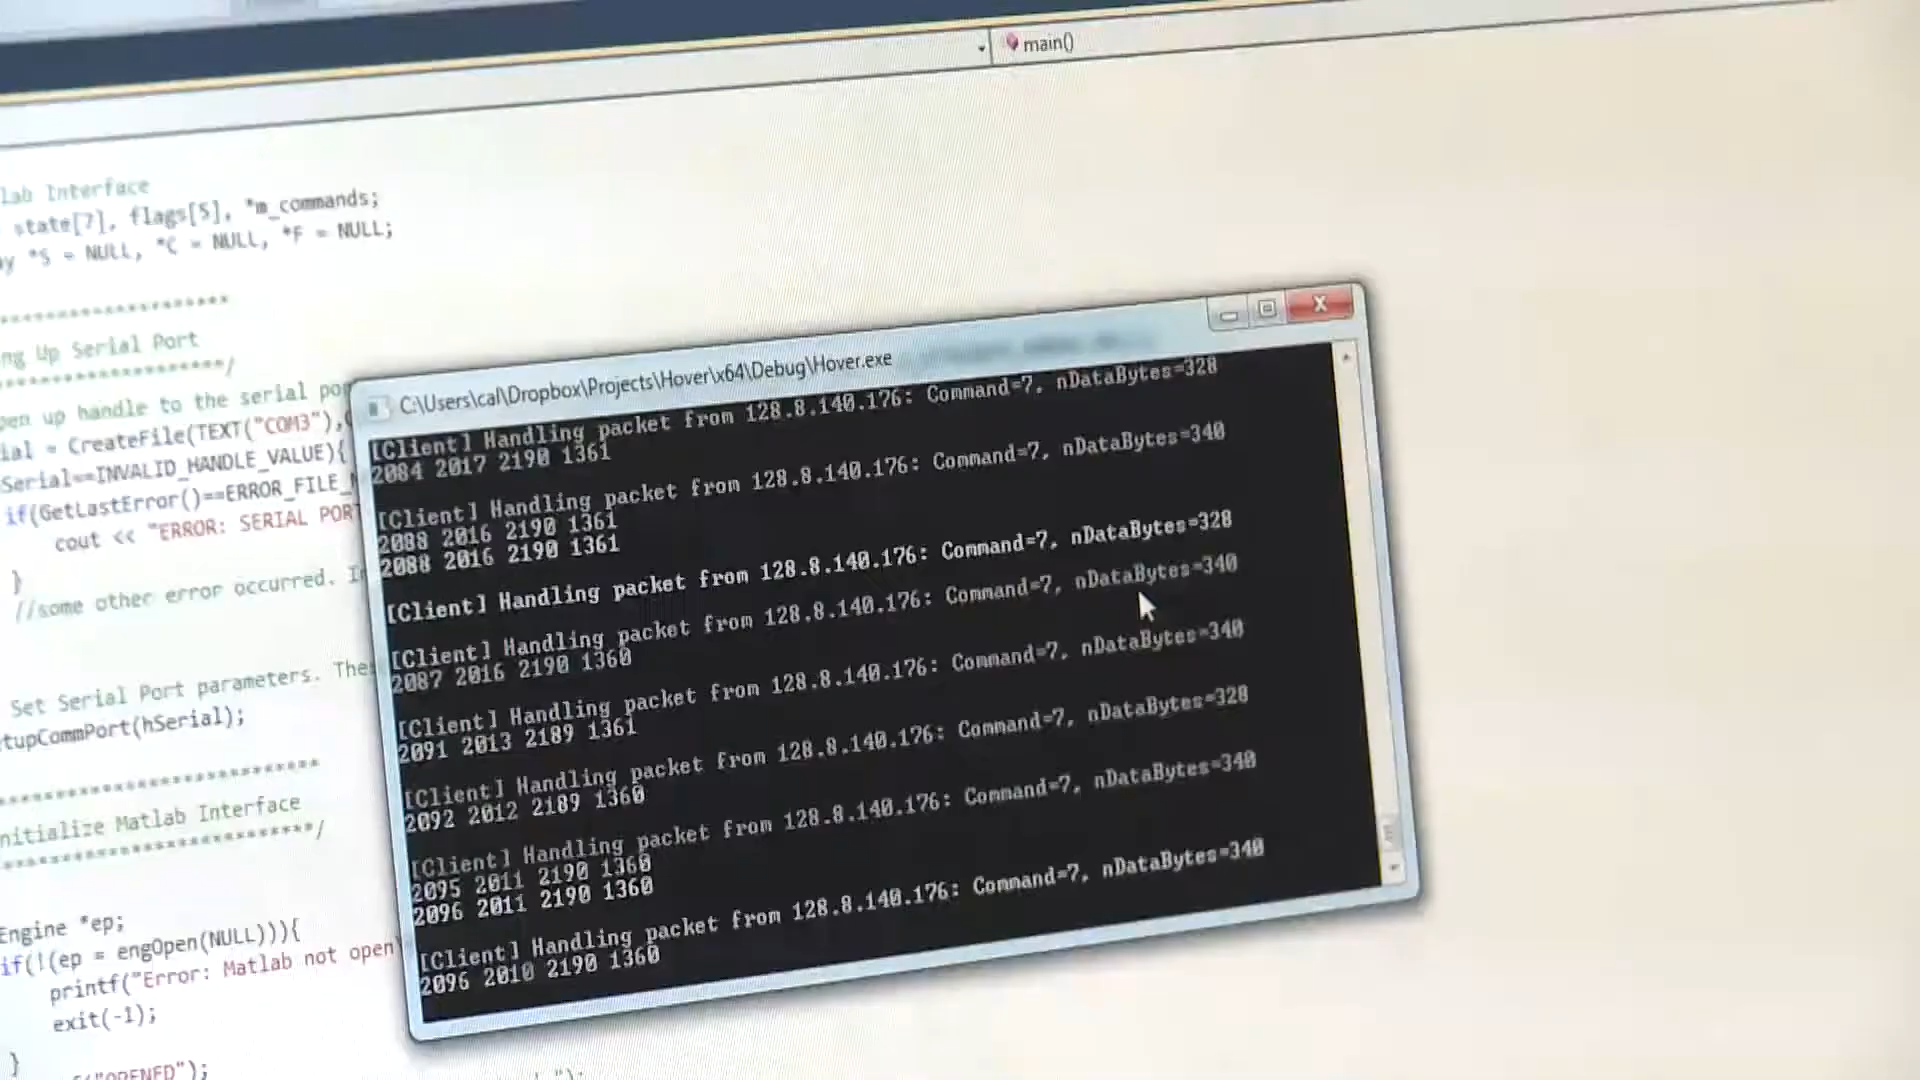 main()
lab Interface
state[7], flags[5], *m_commands;
*S = NULL, *C = NULL, *F = NULL;
*********************
ng Up Serial Port
********************/
pen up handle to the serial por
ial = CreateFile(TEXT("COM3"),
Serial==INVALID_HANDLE_VALUE){
if(GetLastError()==ERROR_FILE_
cout << "ERROR: SERIAL PORT
}
//some other error occurred. In
Set Serial Port parameters. These
tupCommPort(hSerial);
nitialize Matlab Interface
Engine *ep;
if(!(ep = engOpen(NULL))){
printf("Error: Matlab not open
exit(-1);
}
"OPENED");
C:\Users\cal\Dropbox\Projects\Hover\x64\Debug\Hover.exe
[Client] Handling packet from 128.8.140.176: Command=7, nDataBytes=328
2084 2017 2190 1361
[Client] Handling packet from 128.8.140.176: Command=7, nDataBytes=340
2088 2016 2190 1361
2088 2016 2190 1361
[Client] Handling packet from 128.8.140.176: Command=7, nDataBytes=328
[Client] Handling packet from 128.8.140.176: Command=7, nDataBytes=340
2087 2016 2190 1360
[Client] Handling packet from 128.8.140.176: Command=7, nDataBytes=340
2091 2013 2189 1361
[Client] Handling packet from 128.8.140.176: Command=7, nDataBytes=328
2092 2012 2189 1360
[Client] Handling packet from 128.8.140.176: Command=7, nDataBytes=340
2095 2011 2190 1360
2096 2011 2190 1360
[Client] Handling packet from 128.8.140.176: Command=7, nDataBytes=340
2096 2010 2190 1360